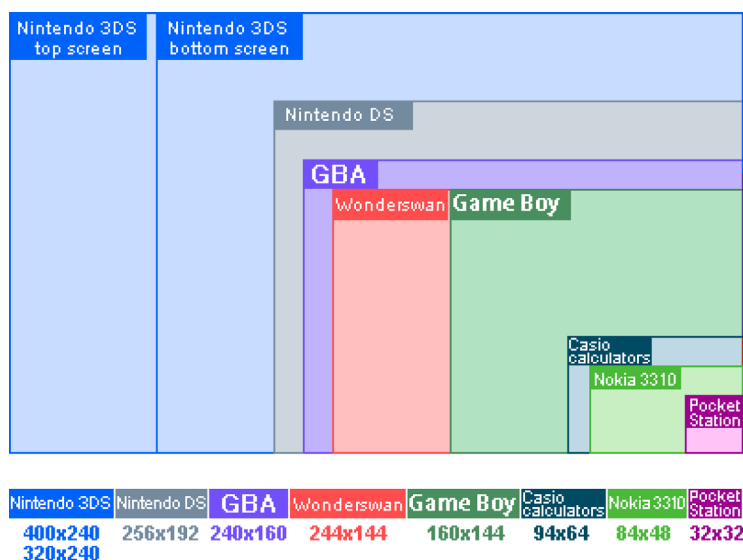 Nintendo 3DS
top screen
Nintendo 3DS
bottom screen
Nintendo DS
GBA
Wonderswan
Game Boy
Casio
calculators
Nokia 3310
Pocket
Station
Nintendo 3DS
400x240
320x240
Nintendo DS
256x192
GBA
240x160
Wonderswan
244x144
Game Boy
160x144
Casio
calculators
94x64
Nokia 3310
84x48
Pocket
Station
32x32